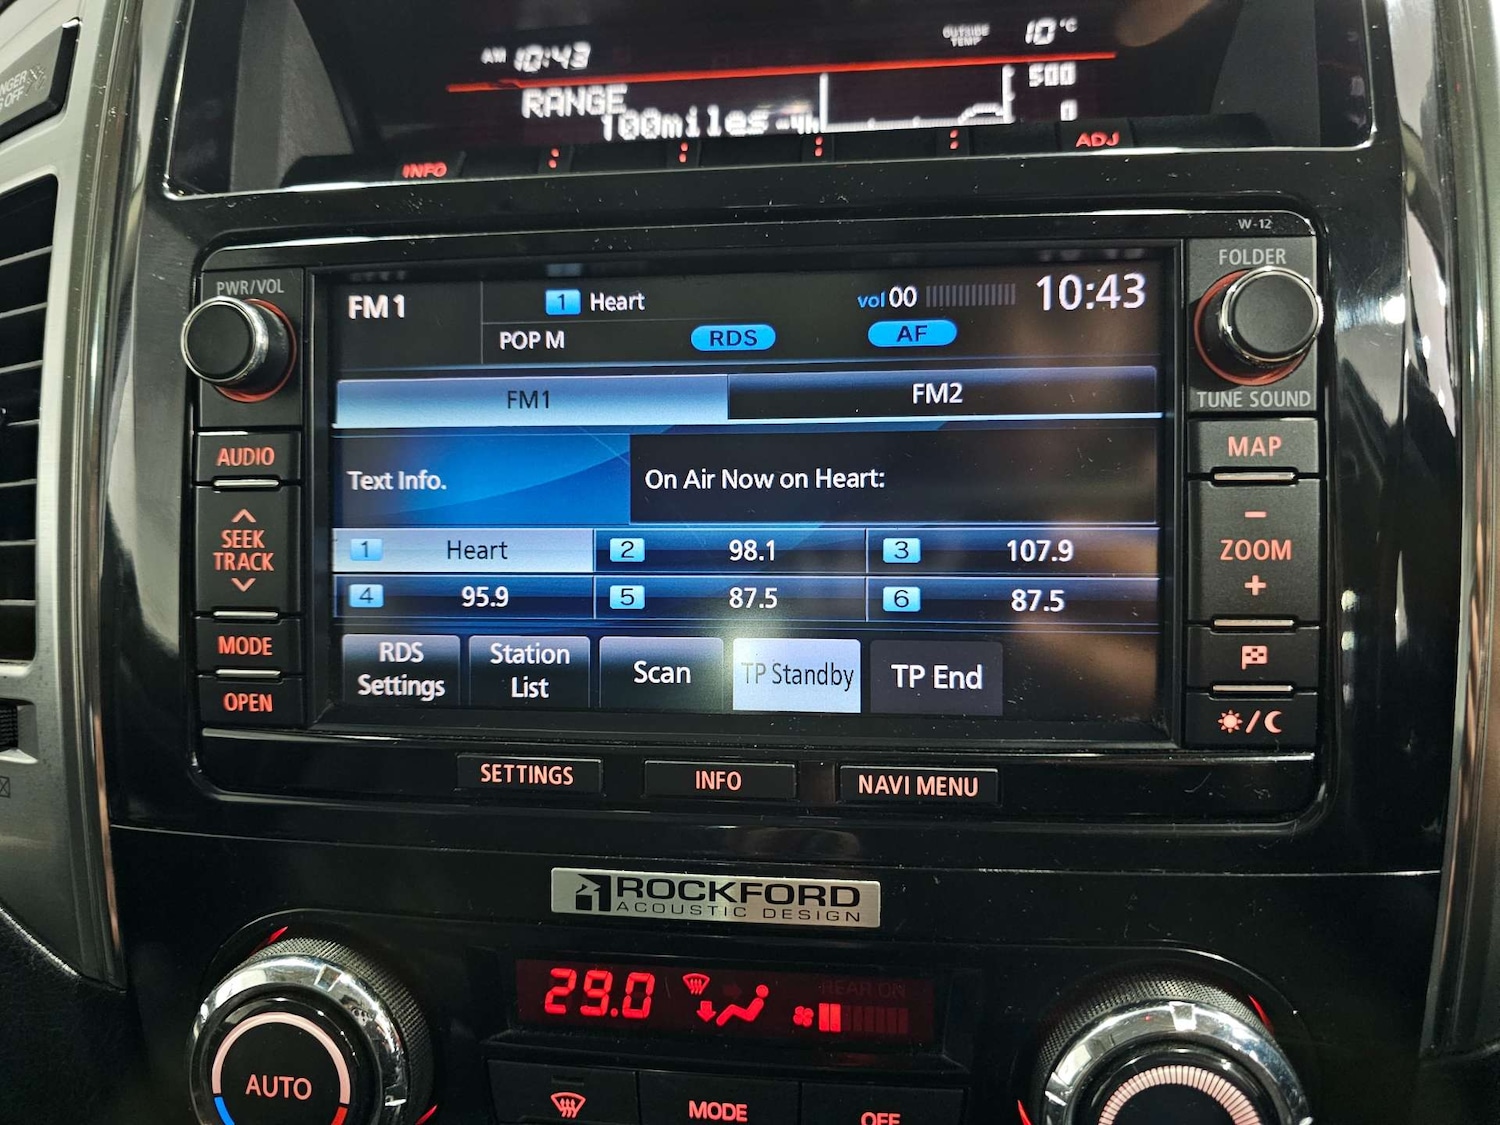 AM 10:43
OUTSIDE
TEMP
10°C
RANGE
100miles
-4h
500
0
INFO
ADJ
W-12
PWR/VOL
FOLDER
FM1
1 Heart
vol 00
10:43
POP M
RDS
AF
TUNE SOUND
FM1
FM2
AUDIO
MAP
Text Info.
On Air Now on Heart:
SEEK
TRACK
ZOOM
1 Heart
2 98.1
3 107.9
4 95.9
5 87.5
6 87.5
MODE
RDS
Settings
Station
List
Scan
TP Standby
TP End
OPEN
SETTINGS
INFO
NAVI MENU
ROCKFORD
ACOUSTIC DESIGN
29.0
REAR ON
AUTO
MODE
OFF